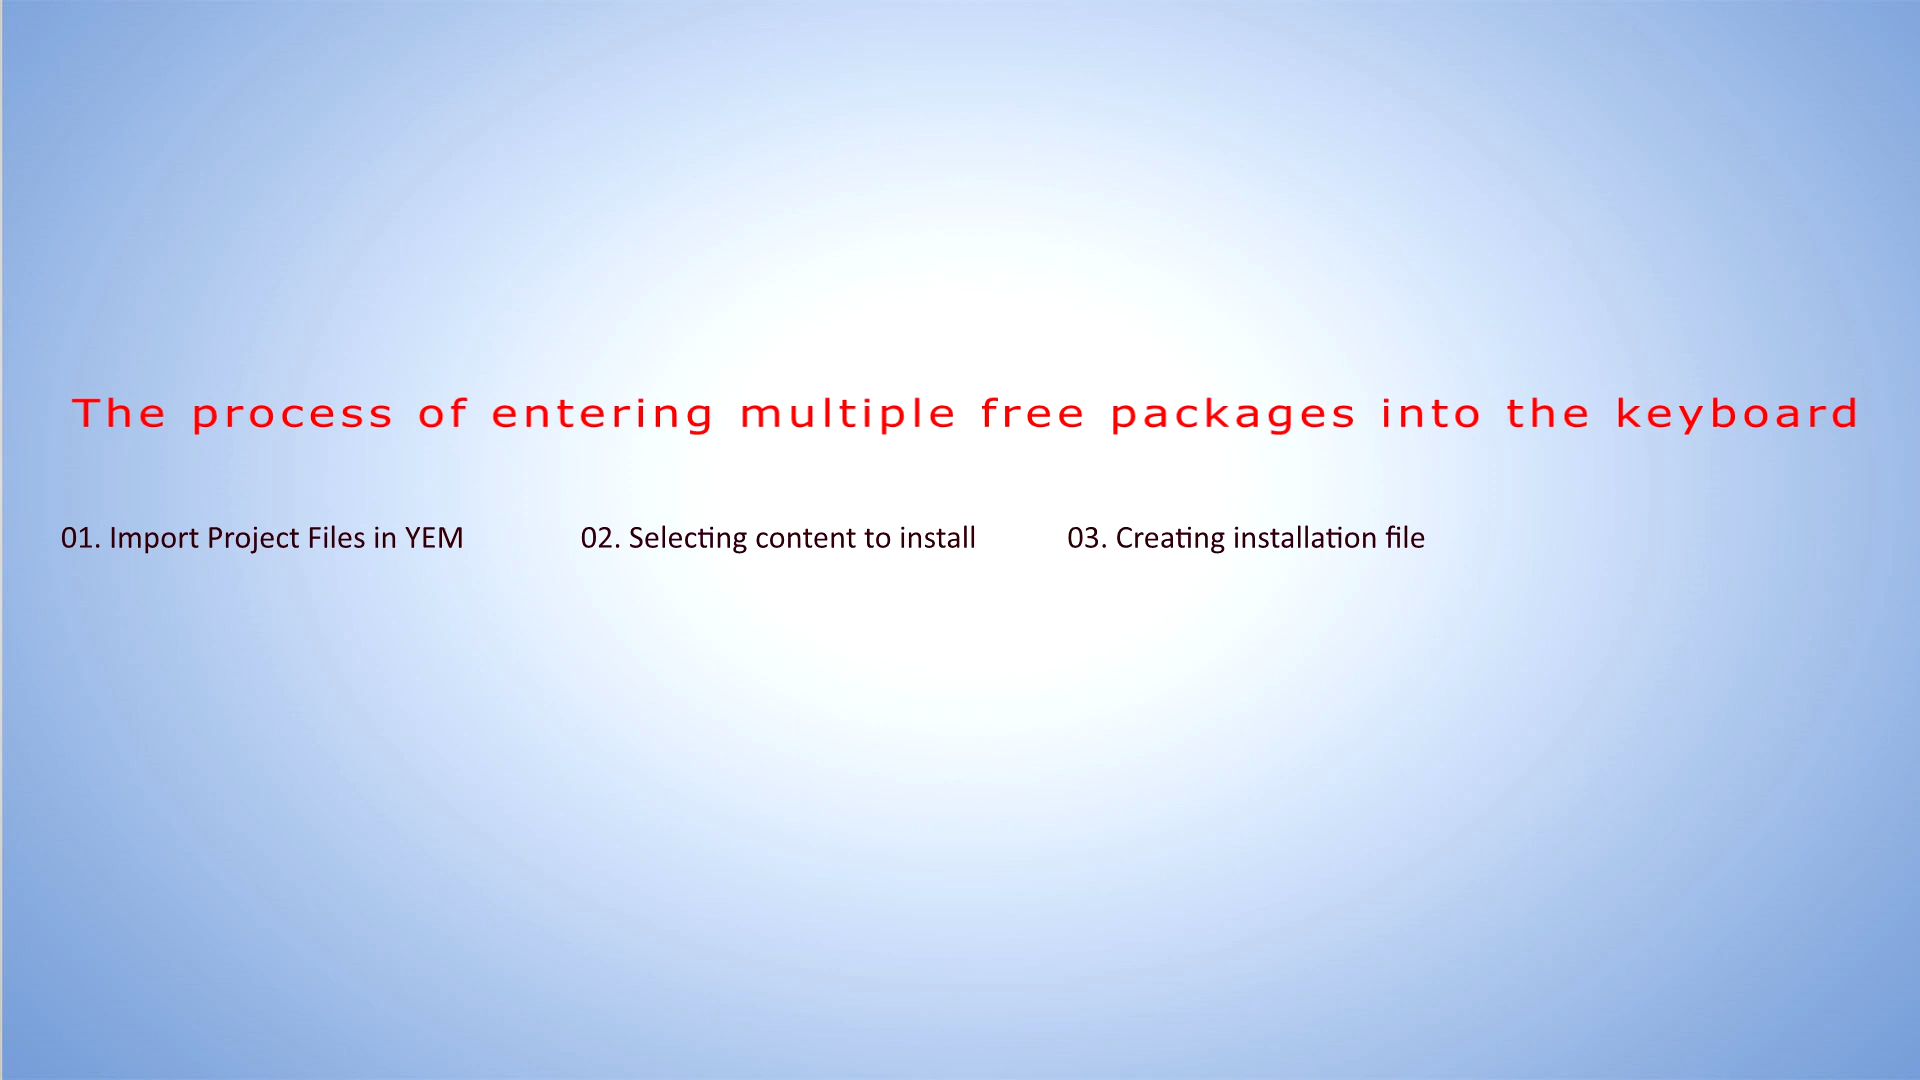 The process of entering multiple free packages into the keyboard
01. Import Project Files in YEM 02. Selecting content to install 03. Creating installation file